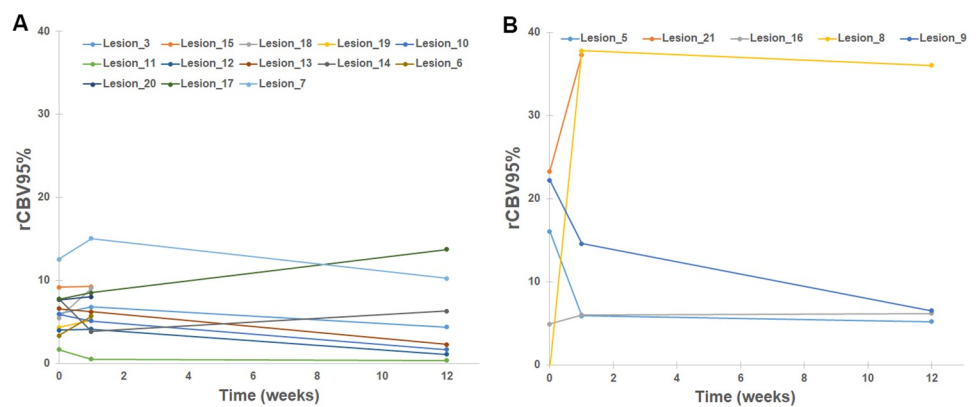 A
Lesion_3 Lesion_15 Lesion_18 Lesion_19 Lesion_10
Lesion_11 Lesion_12 Lesion_13 Lesion_14 Lesion_6
Lesion_20 Lesion_17 Lesion_7
40
30
20
10
0
rCBV95%
0 2 4 6 8 10 12
Time (weeks)
B
Lesion_5 Lesion_21 Lesion_16 Lesion_8 Lesion_9
40
30
20
10
0
rCBV95%
0 2 4 6 8 10 12
Time (weeks)